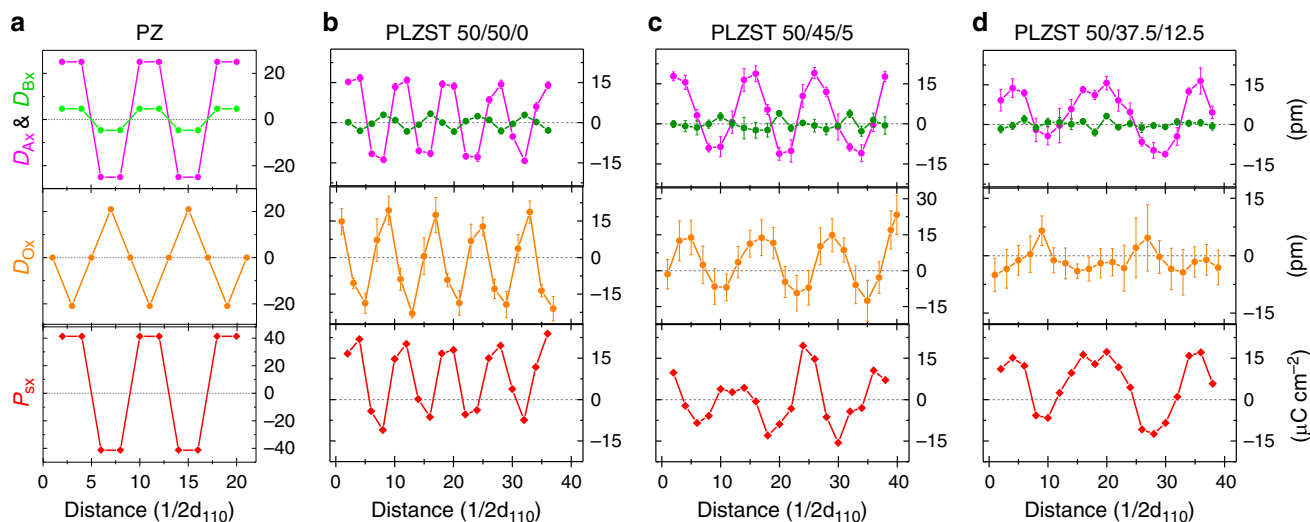 a PZ
b PLZST 50/50/0
c PLZST 50/45/5
d PLZST 50/37.5/12.5
D_Ax & D_Bx
20
0
−20
15
0
−15
15
0
−15
15
0
−15
(pm)
D_Ox
20
0
−20
15
0
−15
30
15
0
−15
15
0
−15
(pm)
P_sx
40
20
0
−20
−40
15
0
−15
15
0
−15
15
0
−15
(μC cm⁻²)
0 5 10 15 20
0 10 20 30 40
0 10 20 30 40
0 10 20 30 40
Distance (1/2d₁₁₀)
Distance (1/2d₁₁₀)
Distance (1/2d₁₁₀)
Distance (1/2d₁₁₀)